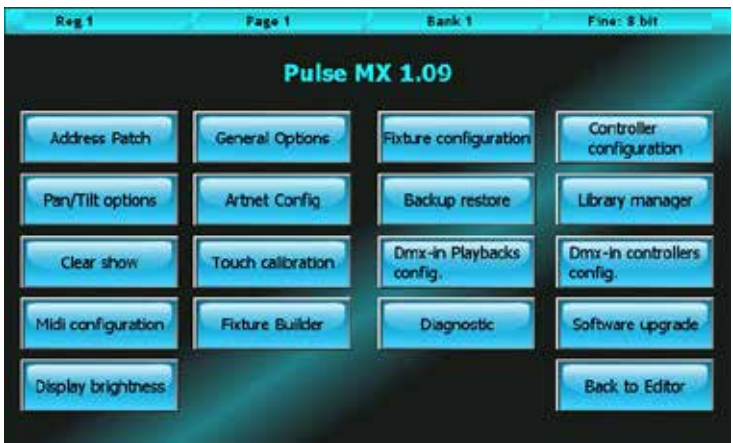 Reg 1 Page 1 Bank 1 Fine: 8 bit
Pulse MX 1.09
Address Patch General Options Fixture configuration Controller
configuration
Pan/Tilt options Artnet Config Backup restore Library manager
Clear show Touch calibration Dmx-in Playbacks
config. Dmx-in controllers
config.
Midi configuration Fixture Builder Diagnostic Software upgrade
Display brightness Back to Editor